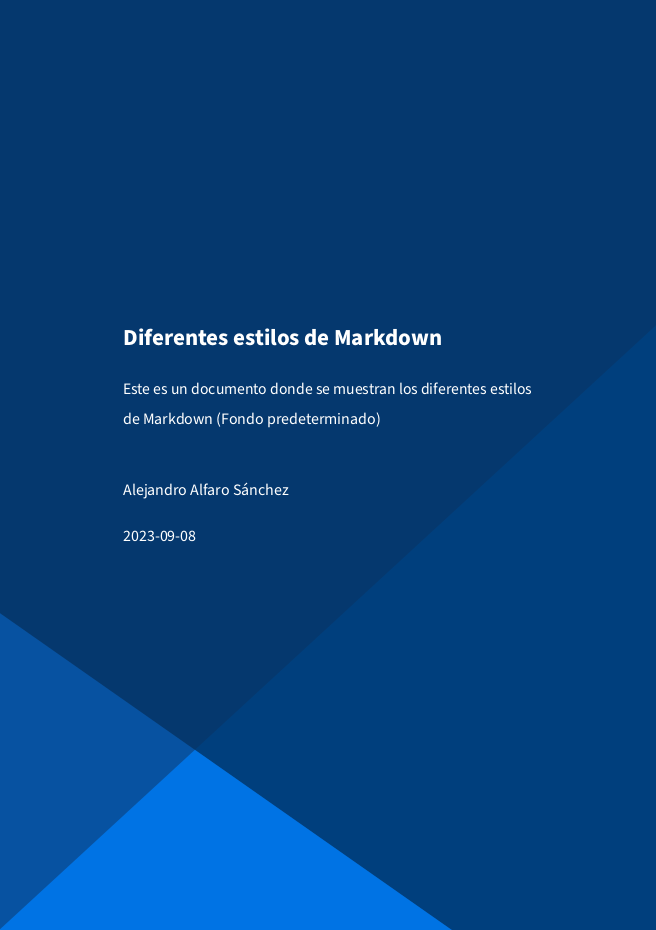 Diferentes estilos de Markdown
Este es un documento donde se muestran los diferentes estilos
de Markdown (Fondo predeterminado)
Alejandro Alfaro Sánchez
2023-09-08